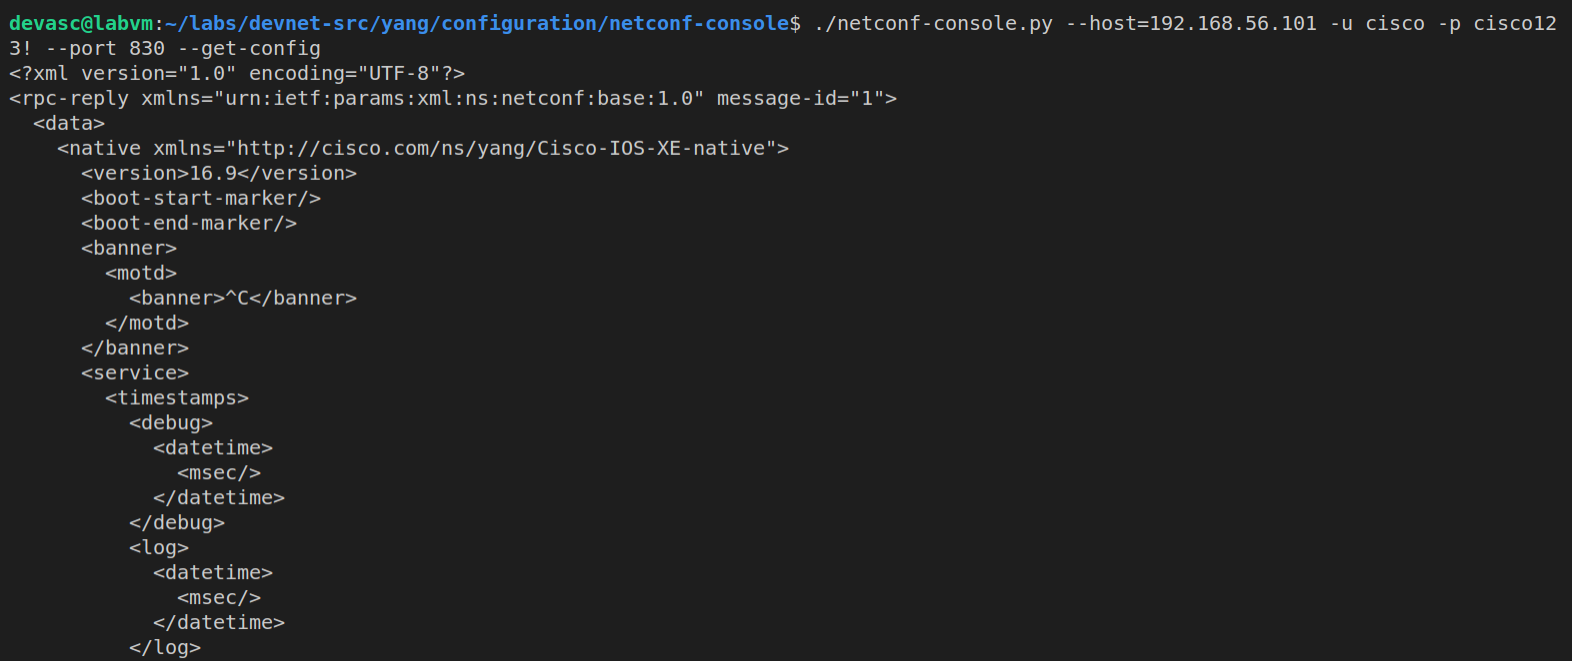 devasc@labvm:~/labs/devnet-src/yang/configuration/netconf-console$ ./netconf-console.py --host=192.168.56.101 -u cisco -p cisco12
3! --port 830 --get-config
<?xml version="1.0" encoding="UTF-8"?>
<rpc-reply xmlns="urn:ietf:params:xml:ns:netconf:base:1.0" message-id="1">
  <data>
    <native xmlns="http://cisco.com/ns/yang/Cisco-IOS-XE-native">
      <version>16.9</version>
      <boot-start-marker/>
      <boot-end-marker/>
      <banner>
        <motd>
          <banner>^C</banner>
        </motd>
      </banner>
      <service>
        <timestamps>
          <debug>
            <datetime>
              <msec/>
            </datetime>
          </debug>
          <log>
            <datetime>
              <msec/>
            </datetime>
          </log>